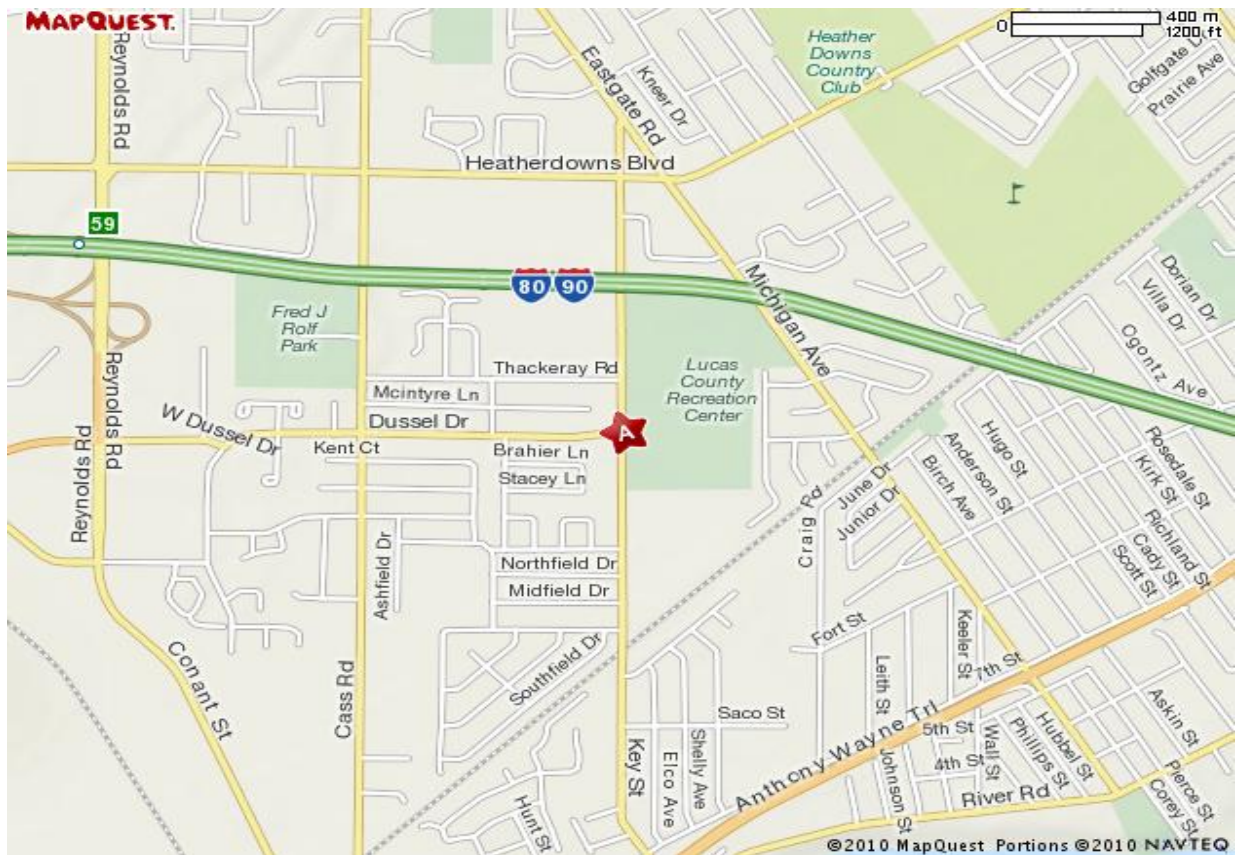 MAPQUEST.
0
400 m
1200 ft
Reynolds Rd
Eastgate Rd
Kneer Dr
Heather
Downs
Country
Club
Golfgate D
Prairie Ave
Heatherdowns Blvd
59
80
90
Michigan Ave
Dorian Dr
Villa Dr
Ogontz Ave
Fred J
Rolf
Park
Thackeray Rd
Lucas
County
Recreation
Center
Mcintyre Ln
Reynolds Rd
W Dussel Dr
Dussel Dr
A
Kent Ct
Brahier Ln
Stacey Ln
Reynolds Rd
Hugo St
Anderson St
Birch Ave
Rosedale St
Kirk St
Richland St
Cady St
Scott St
June Dr
Junior Dr
Craig Rd
Ashfield Dr
Northfield Dr
Midfield Dr
Southfield Dr
Conant St
Cass Rd
Fort St
Keeler St
Leith St
7th St
Saco St
Key St
Elco Ave
Shelly Ave
Anthony Wayne Trl
5th St
4th St
Wall St
Phillips St
Hubbel St
Askin St
Johnson St
River Rd
Pierce St
Corey St
Hunt St
©2010 MapQuest Portions ©2010 NAVTEQ